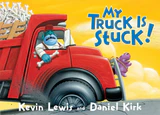 My TRUCK IS
STUCK!
Kevin Lewis and Daniel Kirk